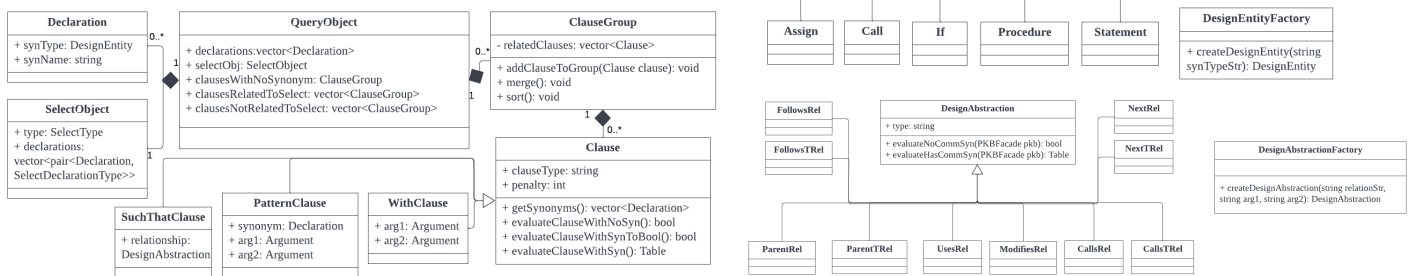 Declaration
+ synType: DesignEntity
+ synName: string
0..*
1
QueryObject
+ declarations:vector<Declaration>
+ selectObj: SelectObject
+ clausesWithNoSynonym: ClauseGroup
+ clausesRelatedToSelect: vector<ClauseGroup>
+ clausesNotRelatedToSelect: vector<ClauseGroup>
0..*
1
ClauseGroup
- relatedClauses: vector<Clause>
+ addClauseToGroup(Clause clause): void
+ merge(): void
+ sort(): void
SelectObject
+ type: SelectType
+ declarations:
vector<pair<Declaration,
SelectDeclarationType>>
1
1
0..*
Clause
+ clauseType: string
+ penalty: int
+ getSynonyms(): vector<Declaration>
+ evaluateClauseWithNoSyn(): bool
+ evaluateClauseWithSynToBool(): bool
+ evaluateClauseWithSyn(): Table
SuchThatClause
+ relationship:
DesignAbstraction
PatternClause
+ synonym: Declaration
+ arg1: Argument
+ arg2: Argument
WithClause
+ arg1: Argument
+ arg2: Argument
Assign
Call
If
Procedure
Statement
DesignEntityFactory
+ createDesignEntity(string
synTypeStr): DesignEntity
FollowsRel
FollowsTRel
DesignAbstraction
+ type: string
+ evaluateNoCommSyn(PKBFacade pkb): bool
+ evaluateHasCommSyn(PKBFacade pkb): Table
NextRel
NextTRel
DesignAbstractionFactory
+ createDesignAbstraction(string relationStr,
string arg1, string arg2): DesignAbstraction
ParentRel
ParentTRel
UsesRel
ModifiesRel
CallsRel
CallsTRel